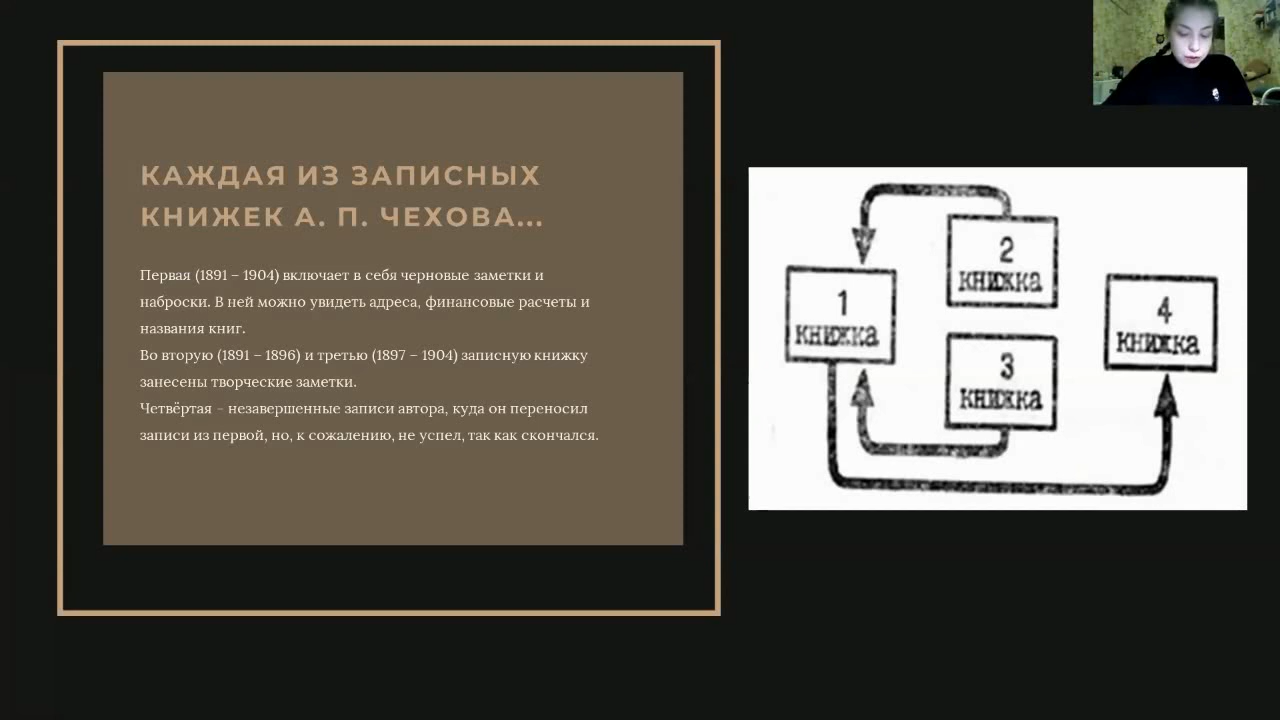 КАЖДАЯ ИЗ ЗАПИСНЫХ
КНИЖЕК А. П. ЧЕХОВА...
Первая (1891 – 1904) включает в себя черновые заметки и
наброски. В ней можно увидеть адреса, финансовые расчеты и
названия книг.
Во вторую (1891 – 1896) и третью (1897 – 1904) записную книжку
занесены творческие заметки.
Четвёртая – незавершенные записи автора, куда он переносил
записи из первой, но, к сожалению, не успел, так как скончался.
1
книжка
2
книжка
3
книжка
4
книжка